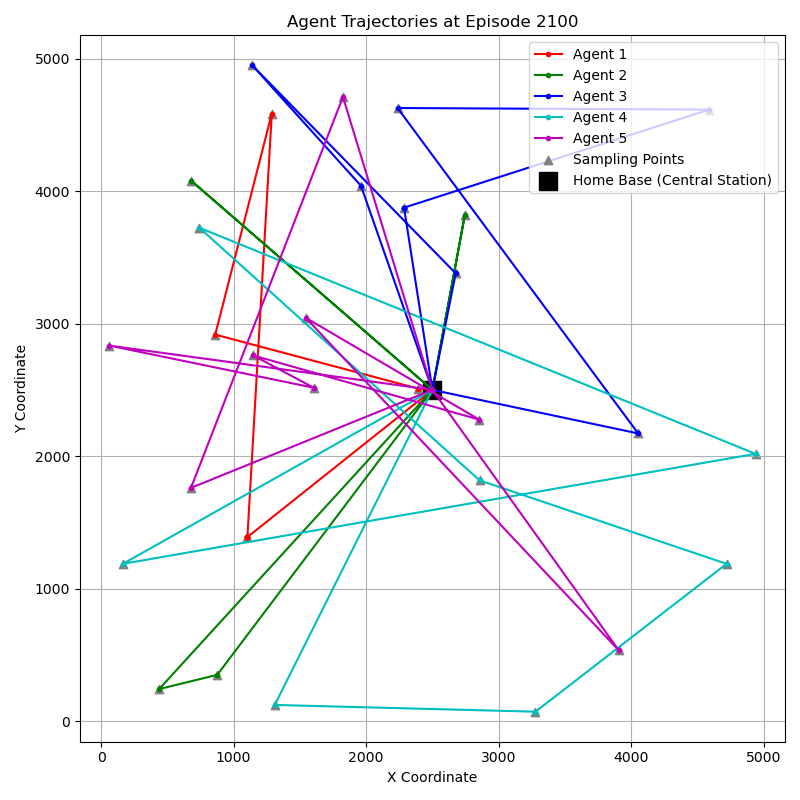 Agent Trajectories at Episode 2100
Agent 1
Agent 2
Agent 3
Agent 4
Agent 5
Sampling Points
Home Base (Central Station)
Y Coordinate
5000
4000
3000
2000
1000
0
0 1000 2000 3000 4000 5000
X Coordinate